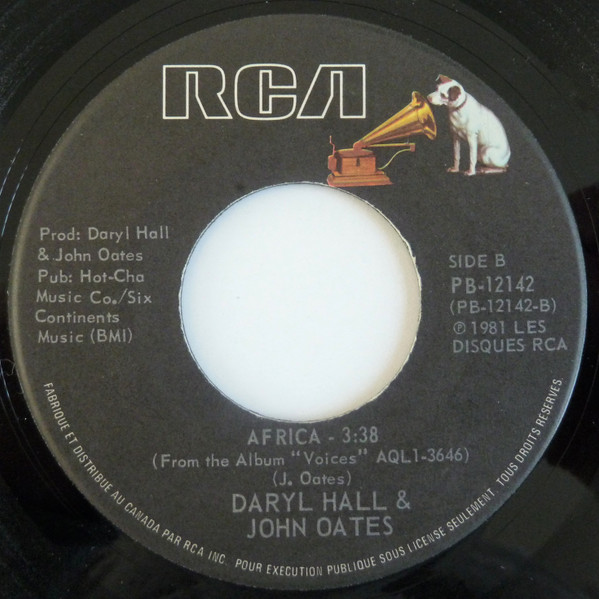 RCA
Prod: Daryl Hall
& John Oates
Pub: Hot-Cha
Music Co./Six
Continents
Music (BMI)
SIDE B
PB-12142
(PB-12142-B)
℗ 1981 LES
DISQUES RCA
AFRICA - 3:38
(From the Album "Voices" AQL1-3646)
(J. Oates)
DARYL HALL &
JOHN OATES
FABRIQUE ET DISTRIBUE AU CANADA PAR RCA INC. POUR EXECUTION PUBLIQUE SOUS LICENSE SEULEMENT. TOUS DROITS RESERVES.